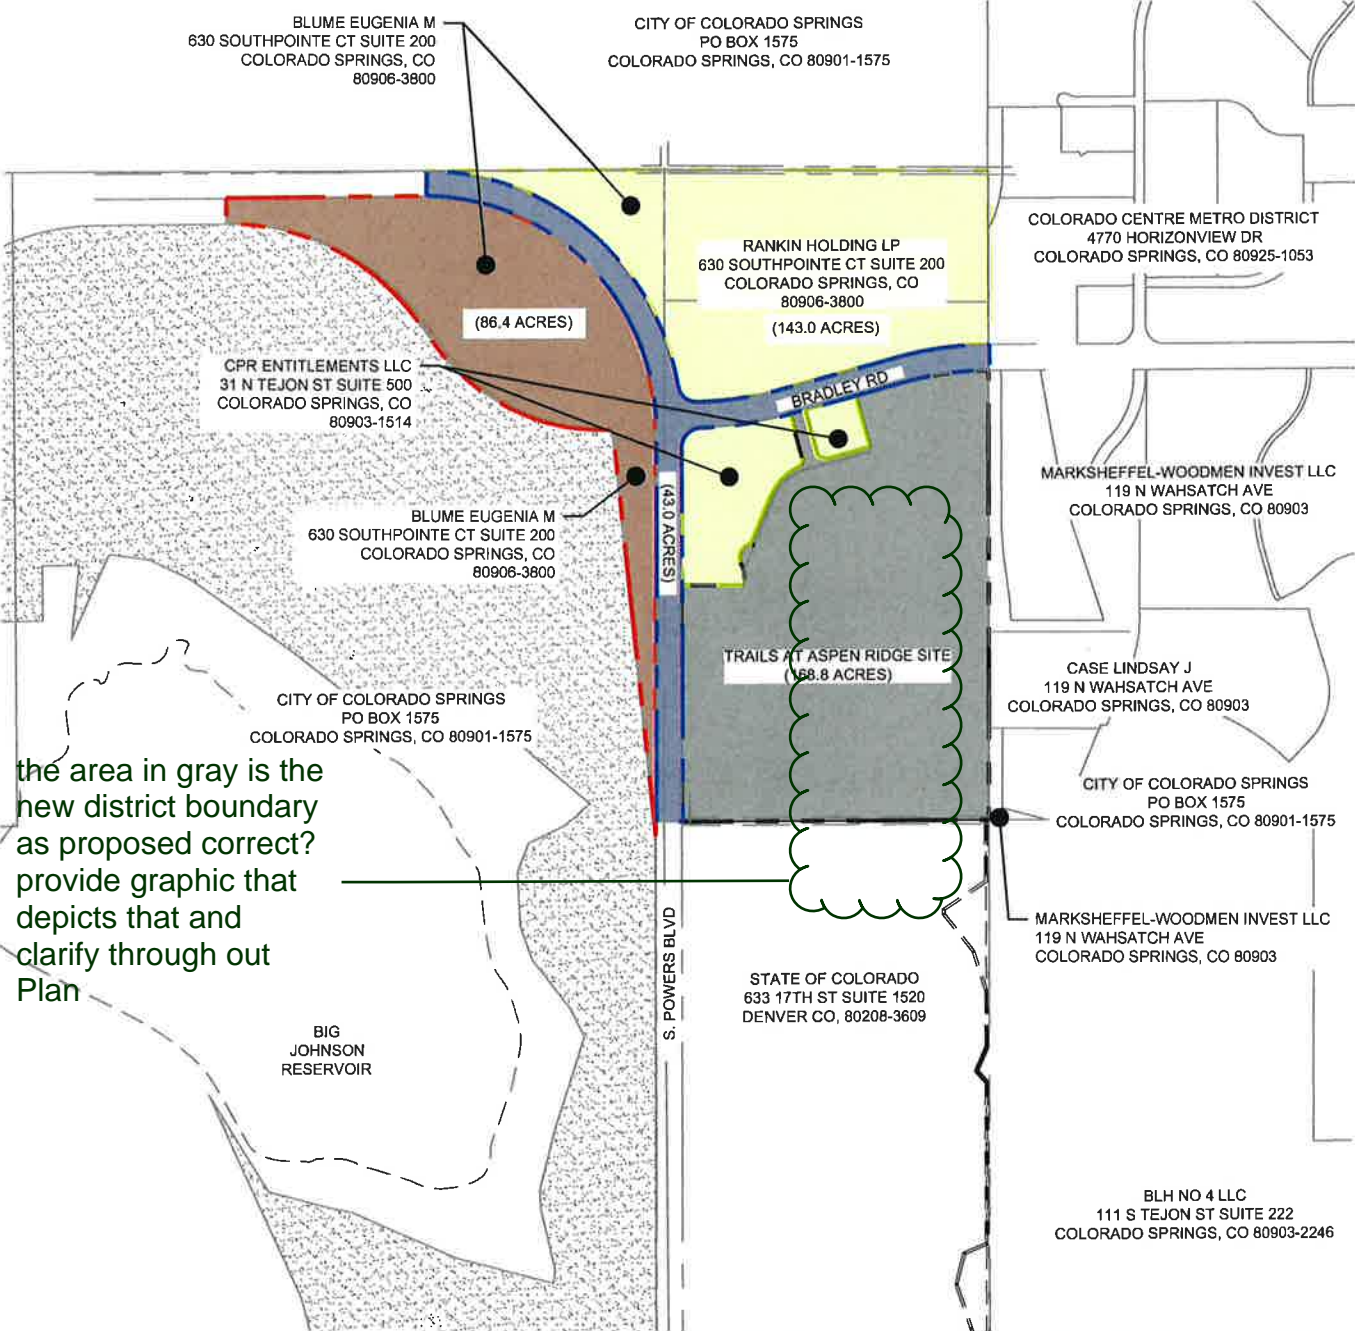 BLUME EUGENIA M
630 SOUTHPOINTE CT SUITE 200
COLORADO SPRINGS, CO
80906-3800
CITY OF COLORADO SPRINGS
PO BOX 1575
COLORADO SPRINGS, CO 80901-1575
COLORADO CENTRE METRO DISTRICT
4770 HORIZONVIEW DR
COLORADO SPRINGS, CO 80925-1053
RANKIN HOLDING LP
630 SOUTHPOINTE CT SUITE 200
COLORADO SPRINGS, CO
80906-3800
(143.0 ACRES)
(86.4 ACRES)
CPR ENTITLEMENTS LLC
31 N TEJON ST SUITE 500
COLORADO SPRINGS, CO
80903-1514
BRADLEY RD
MARKSHEFFEL-WOODMEN INVEST LLC
119 N WAHSATCH AVE
COLORADO SPRINGS, CO 80903
(43.0 ACRES)
BLUME EUGENIA M
630 SOUTHPOINTE CT SUITE 200
COLORADO SPRINGS, CO
80906-3800
TRAILS AT ASPEN RIDGE SITE
(168.8 ACRES)
CASE LINDSAY J
119 N WAHSATCH AVE
COLORADO SPRINGS, CO 80903
CITY OF COLORADO SPRINGS
PO BOX 1575
COLORADO SPRINGS, CO 80901-1575
the area in gray is the
new district boundary
as proposed correct?
provide graphic that
depicts that and
clarify through out
Plan
CITY OF COLORADO SPRINGS
PO BOX 1575
COLORADO SPRINGS, CO 80901-1575
MARKSHEFFEL-WOODMEN INVEST LLC
119 N WAHSATCH AVE
COLORADO SPRINGS, CO 80903
S. POWERS BLVD
STATE OF COLORADO
633 17TH ST SUITE 1520
DENVER CO, 80208-3609
BIG
JOHNSON
RESERVOIR
BLH NO 4 LLC
111 S TEJON ST SUITE 222
COLORADO SPRINGS, CO 80903-2246